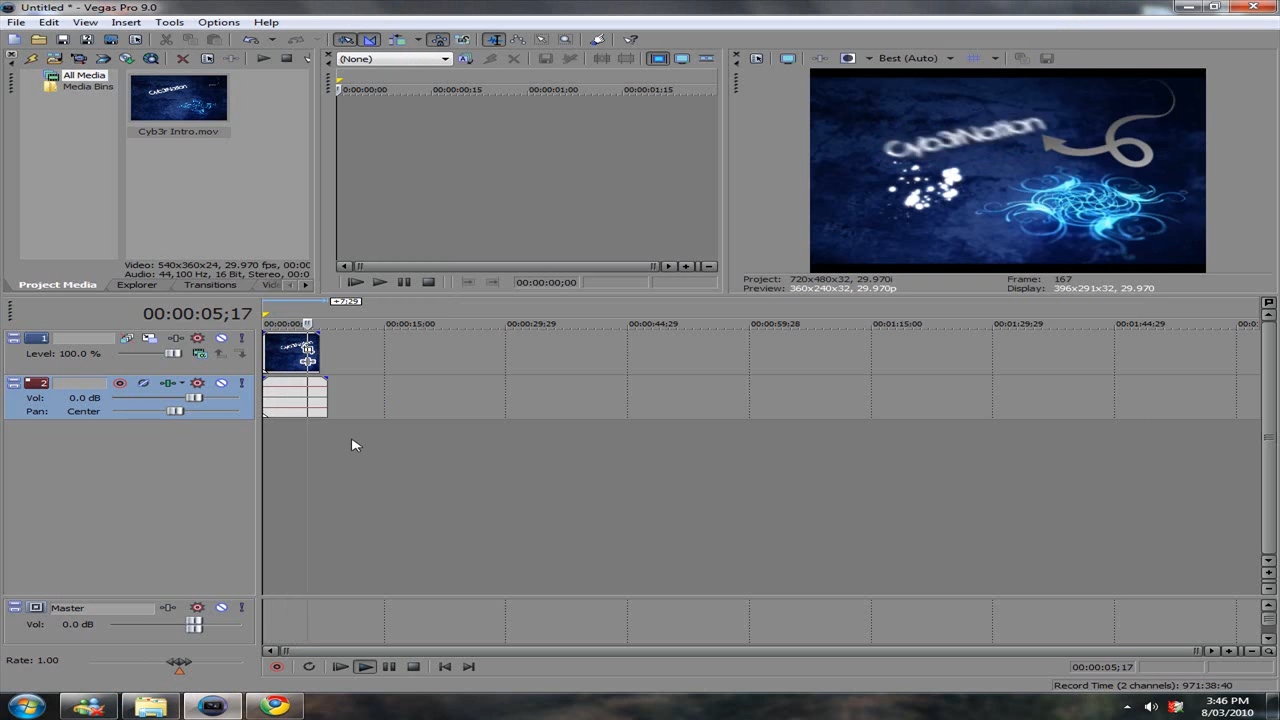 Untitled * - Vegas Pro 9.0
File Edit View Insert Tools Options Help
(None)
Best (Auto)
All Media
Media Bins
Cyb3r Intro.mov
0:00:00:00 00:00:00:15 00:00:01:00 00:00:01:15
Cyb3rNation
Video: 540x360x24, 29.970 fps, 00:00
Audio: 44,100 Hz, 16 Bit, Stereo, 00:0
Project Media Explorer Transitions
00:00:00;00
Project: 720x480x32, 29.970i
Preview: 360x240x32, 29.970p
Frame: 167
Display: 396x291x32, 29.970
+7;29
00:00:05;17
00:00:15;00 00:00:29;29 00:00:44;29 00:00:59;28 00:01:15;00 00:01:29;29 00:01:44;29
1
Level: 100.0 %
2
Vol: 0.0 dB
Pan: Center
Master
Vol: 0.0 dB
Rate: 1.00
00:00:05;17
Record Time (2 channels): 971:38:40
3:46 PM
8/03/2010